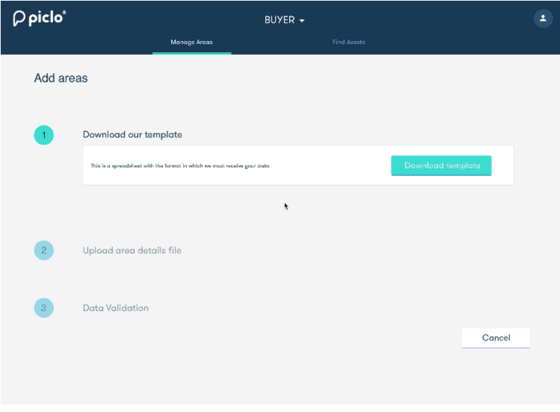 piclo®
BUYER
Manage Areas
Find Assets
Add areas
1
Download our template
This is a spreadsheet with the format in which we must receive your data
Download template
2
Upload area details file
3
Data Validation
Cancel